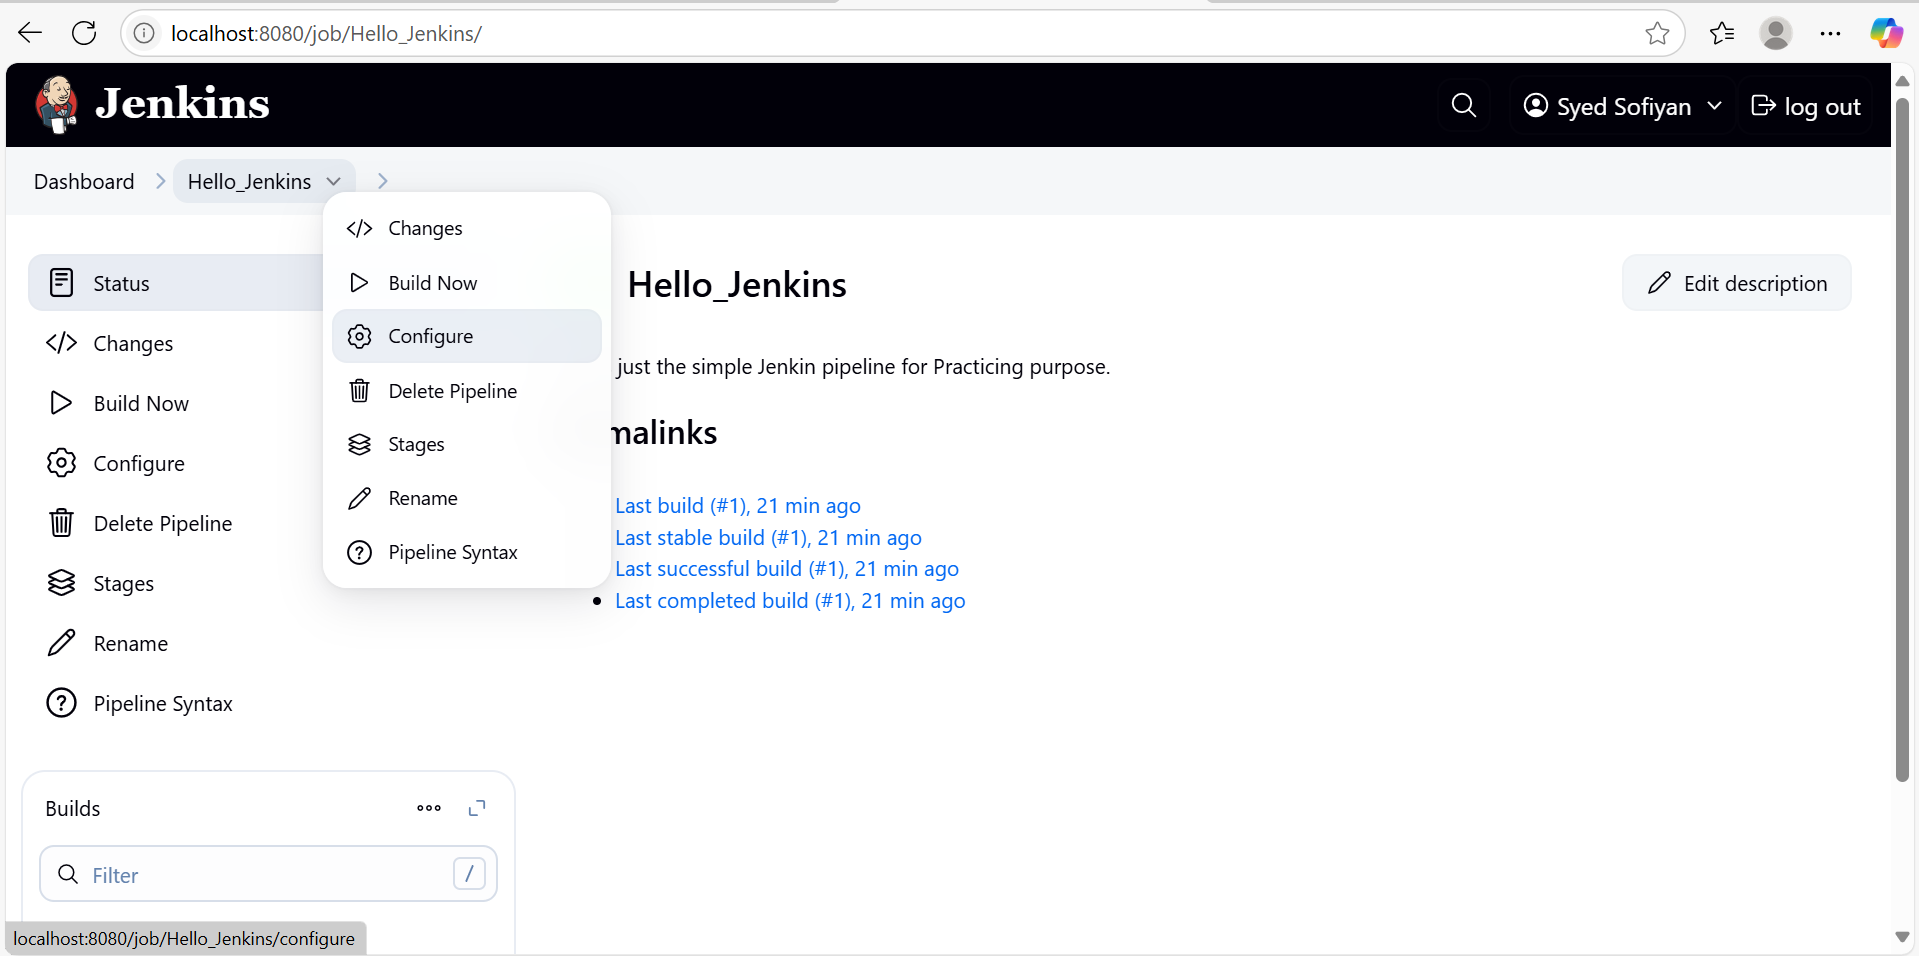 localhost:8080/job/Hello_Jenkins/
Jenkins
Syed Sofiyan
log out
Dashboard
Hello_Jenkins
Changes
Build Now
Configure
Delete Pipeline
Stages
Rename
Pipeline Syntax
Status
Changes
Build Now
Configure
Delete Pipeline
Stages
Rename
Pipeline Syntax
Hello_Jenkins
Edit description
just the simple Jenkin pipeline for Practicing purpose.
malinks
Last build (#1), 21 min ago
Last stable build (#1), 21 min ago
Last successful build (#1), 21 min ago
Last completed build (#1), 21 min ago
Builds
Filter
/
localhost:8080/job/Hello_Jenkins/configure